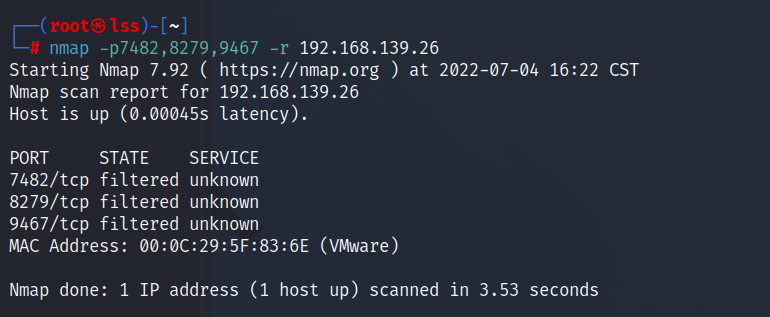 ┌──(root㉿lss)-[~]
└─# nmap -p7482,8279,9467 -r 192.168.139.26
Starting Nmap 7.92 ( https://nmap.org ) at 2022-07-04 16:22 CST
Nmap scan report for 192.168.139.26
Host is up (0.00045s latency).
PORT     STATE    SERVICE
7482/tcp filtered unknown
8279/tcp filtered unknown
9467/tcp filtered unknown
MAC Address: 00:0C:29:5F:83:6E (VMware)
Nmap done: 1 IP address (1 host up) scanned in 3.53 seconds